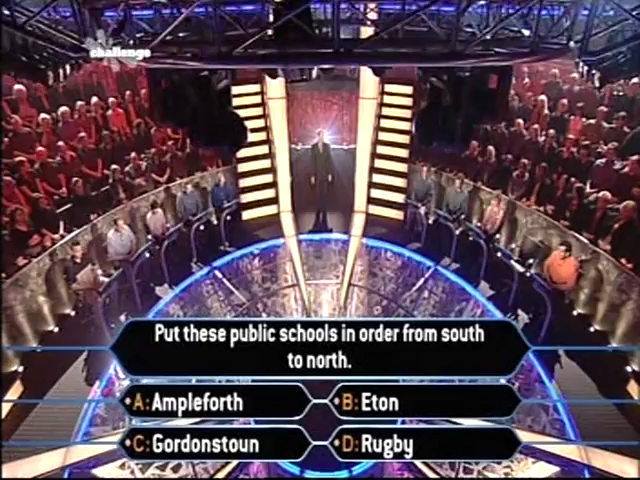 challenge
Put these public schools in order from south
to north.
A: Ampleforth
B: Eton
C: Gordonstoun
D: Rugby